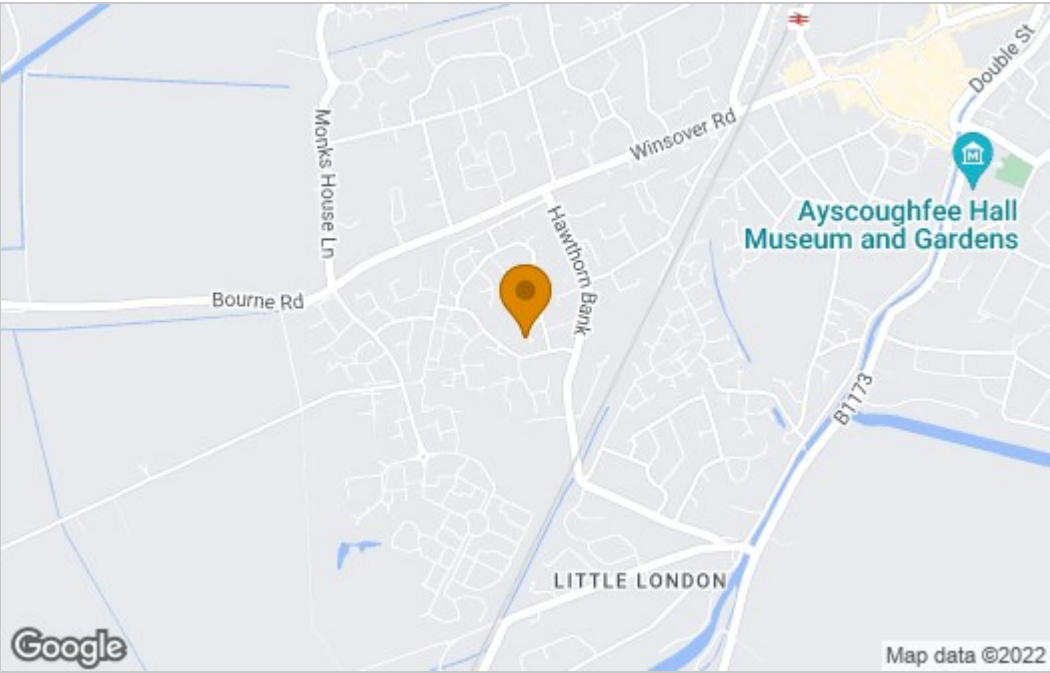 Double St
Winsover Rd
Monks House Ln
Ayscoughfee Hall
Museum and Gardens
Hawthorn Bank
Bourne Rd
B1173
LITTLE LONDON
Google
Map data ©2022